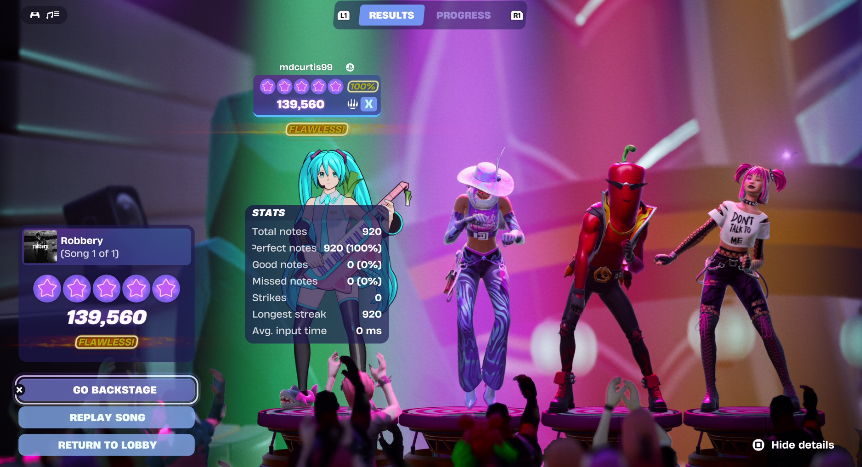 L1 RESULTS PROGRESS R1
mdcurtis99
100%
139,560 X
FLAWLESS!
STATS
Total notes 920
Perfect notes 920 (100%)
Good notes 0 (0%)
Missed notes 0 (0%)
Strikes 0
Longest streak 920
Avg. input time 0 ms
DON'T
TALK TO
ME
Robbery
(Song 1 of 1)
139,560
FLAWLESS!
GO BACKSTAGE
REPLAY SONG
RETURN TO LOBBY
Hide details